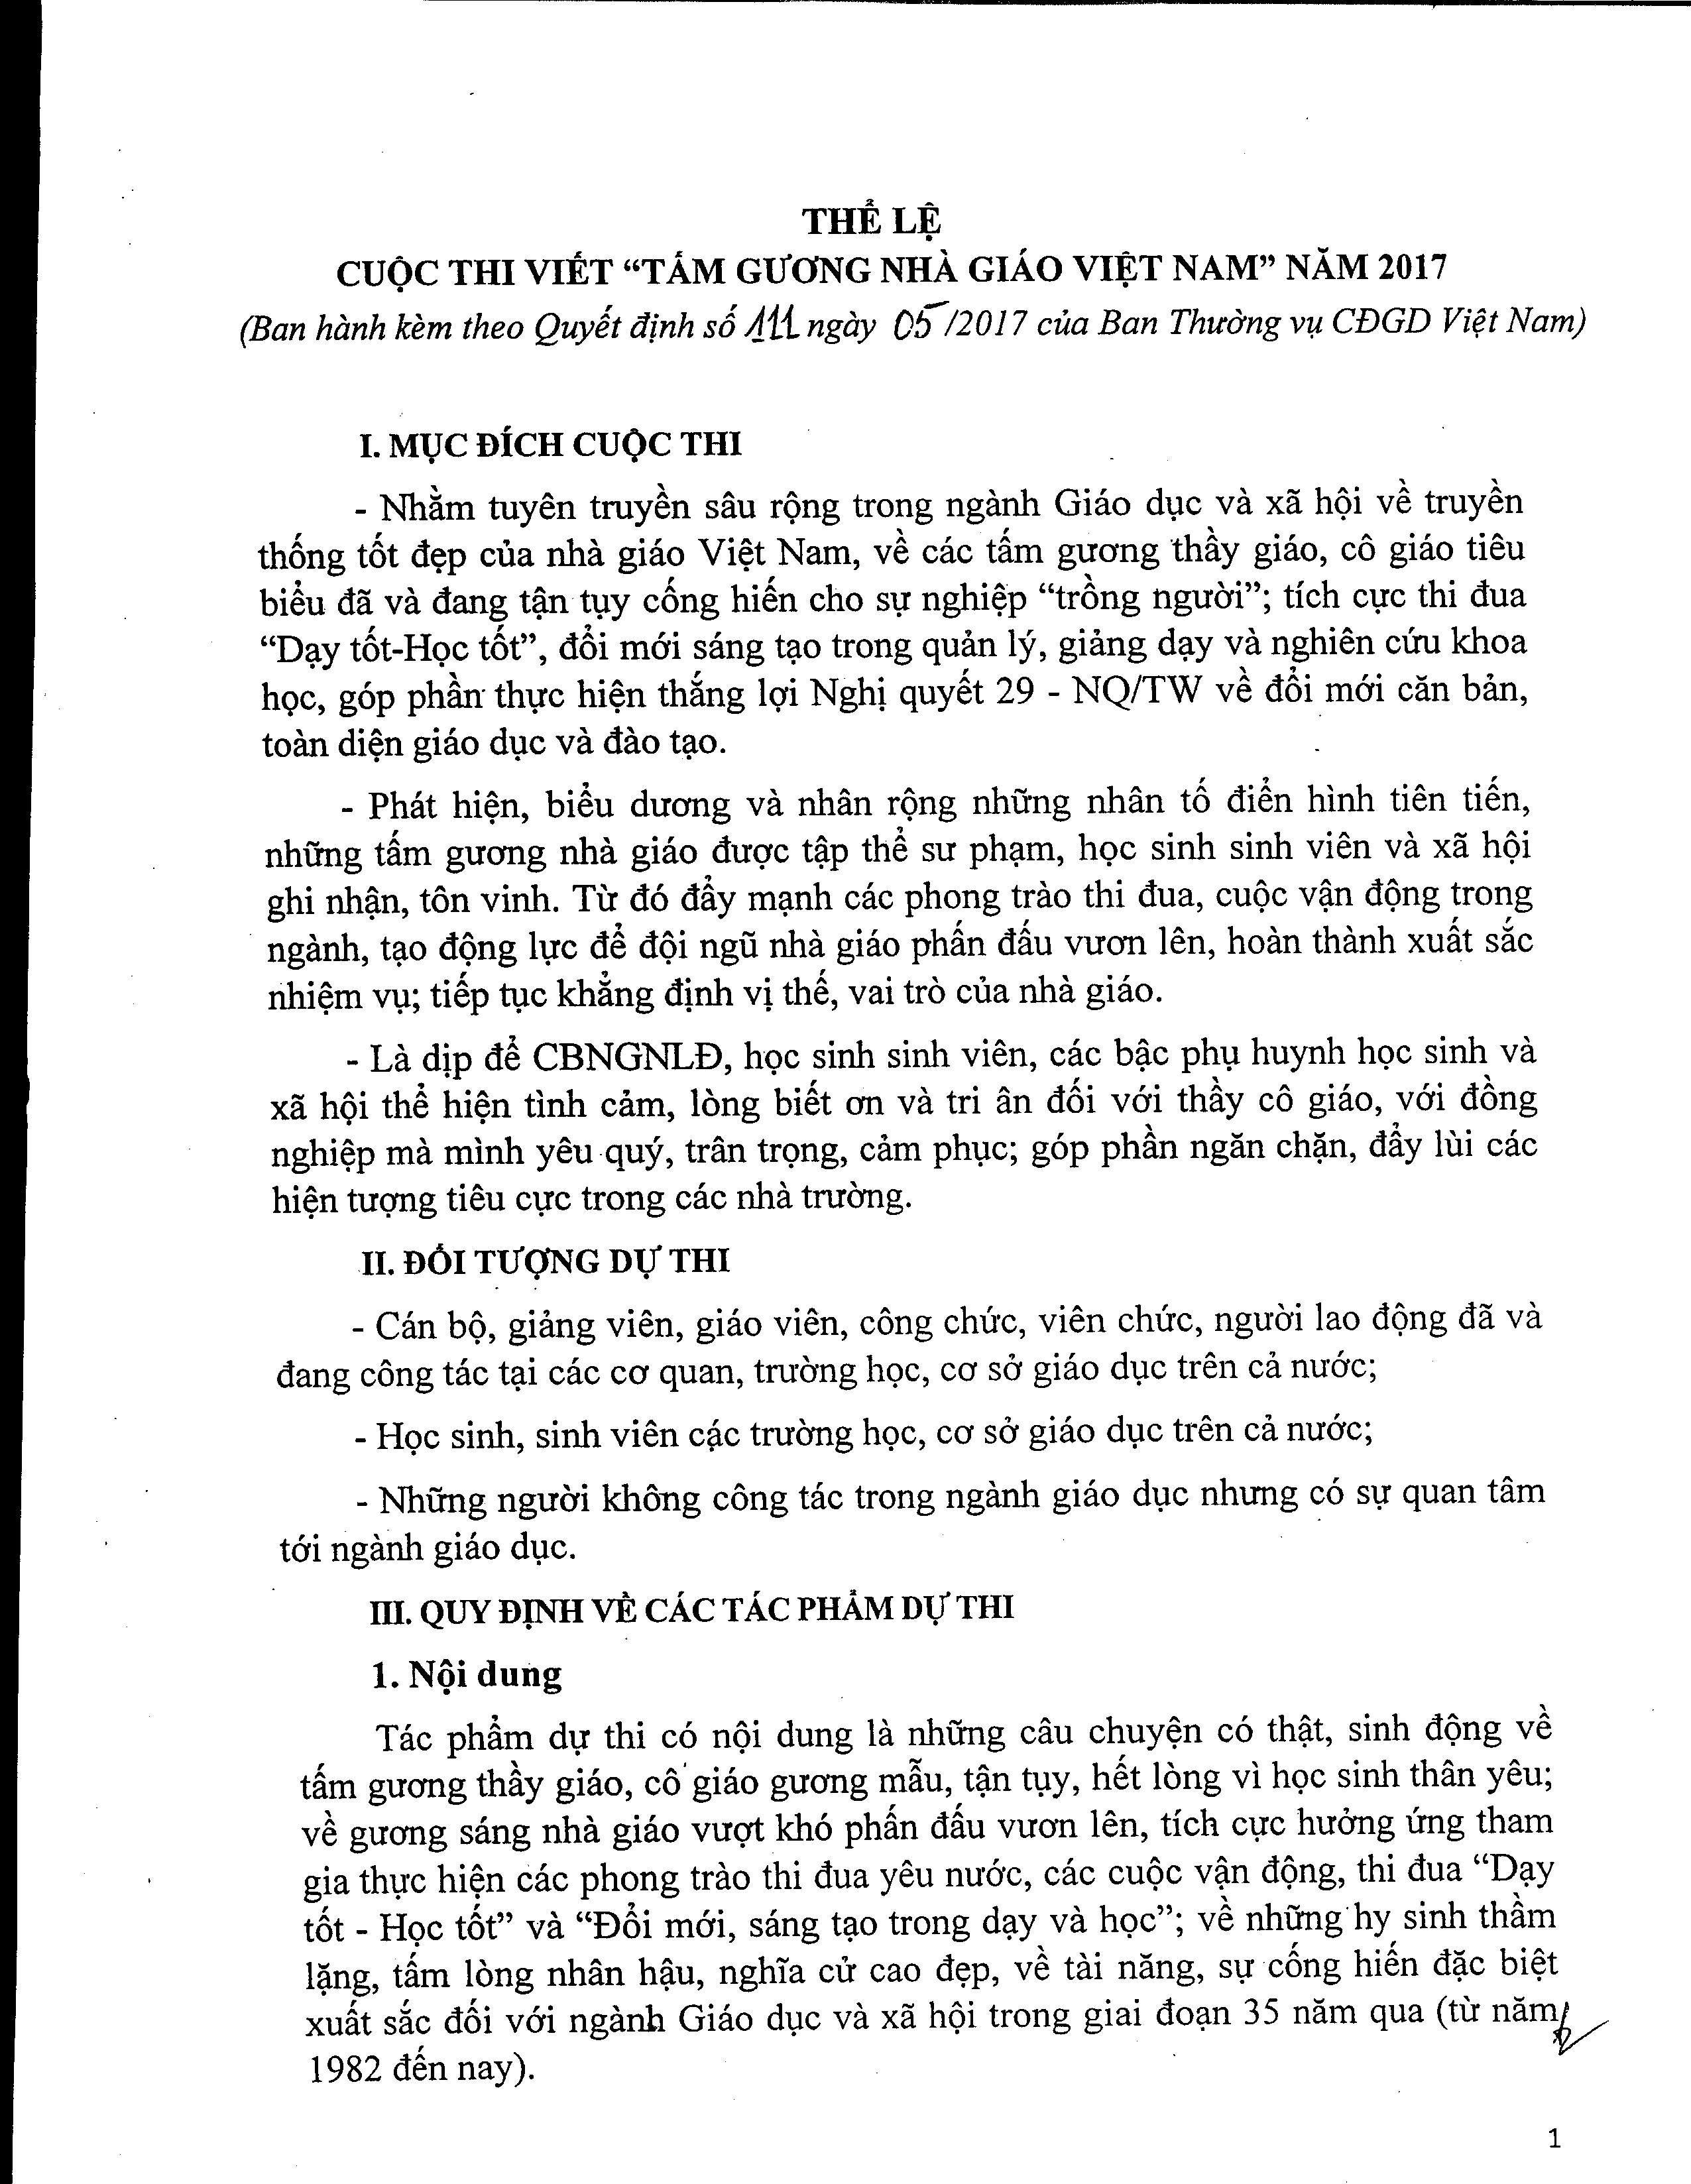 THỂ LỆ
CUỘC THI VIẾT “TẤM GƯƠNG NHÀ GIÁO VIỆT NAM” NĂM 2017
(Ban hành kèm theo Quyết định số 111 ngày 05/2017 của Ban Thường vụ CĐGD Việt Nam)
I. MỤC ĐÍCH CUỘC THI
- Nhằm tuyên truyền sâu rộng trong ngành Giáo dục và xã hội về truyền
thống tốt đẹp của nhà giáo Việt Nam, về các tấm gương thầy giáo, cô giáo tiêu
biểu đã và đang tận tụy cống hiến cho sự nghiệp “trồng người”; tích cực thi đua
“Dạy tốt-Học tốt”, đổi mới sáng tạo trong quản lý, giảng dạy và nghiên cứu khoa
học, góp phần thực hiện thắng lợi Nghị quyết 29 - NQ/TW về đổi mới căn bản,
toàn diện giáo dục và đào tạo.
- Phát hiện, biểu dương và nhân rộng những nhân tố điển hình tiên tiến,
những tấm gương nhà giáo được tập thể sư phạm, học sinh sinh viên và xã hội
ghi nhận, tôn vinh. Từ đó đẩy mạnh các phong trào thi đua, cuộc vận động trong
ngành, tạo động lực để đội ngũ nhà giáo phấn đấu vươn lên, hoàn thành xuất sắc
nhiệm vụ; tiếp tục khẳng định vị thế, vai trò của nhà giáo.
- Là dịp để CBNGNLĐ, học sinh sinh viên, các bậc phụ huynh học sinh và
xã hội thể hiện tình cảm, lòng biết ơn và tri ân đối với thầy cô giáo, với đồng
nghiệp mà mình yêu quý, trân trọng, cảm phục; góp phần ngăn chặn, đẩy lùi các
hiện tượng tiêu cực trong các nhà trường.
II. ĐỐI TƯỢNG DỰ THI
- Cán bộ, giảng viên, giáo viên, công chức, viên chức, người lao động đã và
đang công tác tại các cơ quan, trường học, cơ sở giáo dục trên cả nước;
- Học sinh, sinh viên các trường học, cơ sở giáo dục trên cả nước;
- Những người không công tác trong ngành giáo dục nhưng có sự quan tâm
tới ngành giáo dục.
III. QUY ĐỊNH VỀ CÁC TÁC PHẨM DỰ THI
1. Nội dung
Tác phẩm dự thi có nội dung là những câu chuyện có thật, sinh động về
tấm gương thầy giáo, cô giáo gương mẫu, tận tụy, hết lòng vì học sinh thân yêu;
về gương sáng nhà giáo vượt khó phấn đấu vươn lên, tích cực hưởng ứng tham
gia thực hiện các phong trào thi đua yêu nước, các cuộc vận động, thi đua “Dạy
tốt - Học tốt” và “Đổi mới, sáng tạo trong dạy và học”; về những hy sinh thầm
lặng, tấm lòng nhân hậu, nghĩa cử cao đẹp, về tài năng, sự cống hiến đặc biệt
xuất sắc đối với ngành Giáo dục và xã hội trong giai đoạn 35 năm qua (từ năm
1982 đến nay).
1